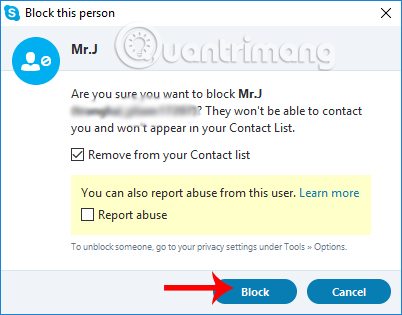 Block this person
Mr.J
Quantrimang
Are you sure you want to block Mr.J
? They won't be able to contact
you and won't appear in your Contact List.
Remove from your Contact list
You can also report abuse from this user. Learn more
Report abuse
To unblock someone, go to your privacy settings under Tools » Options.
Block
Cancel